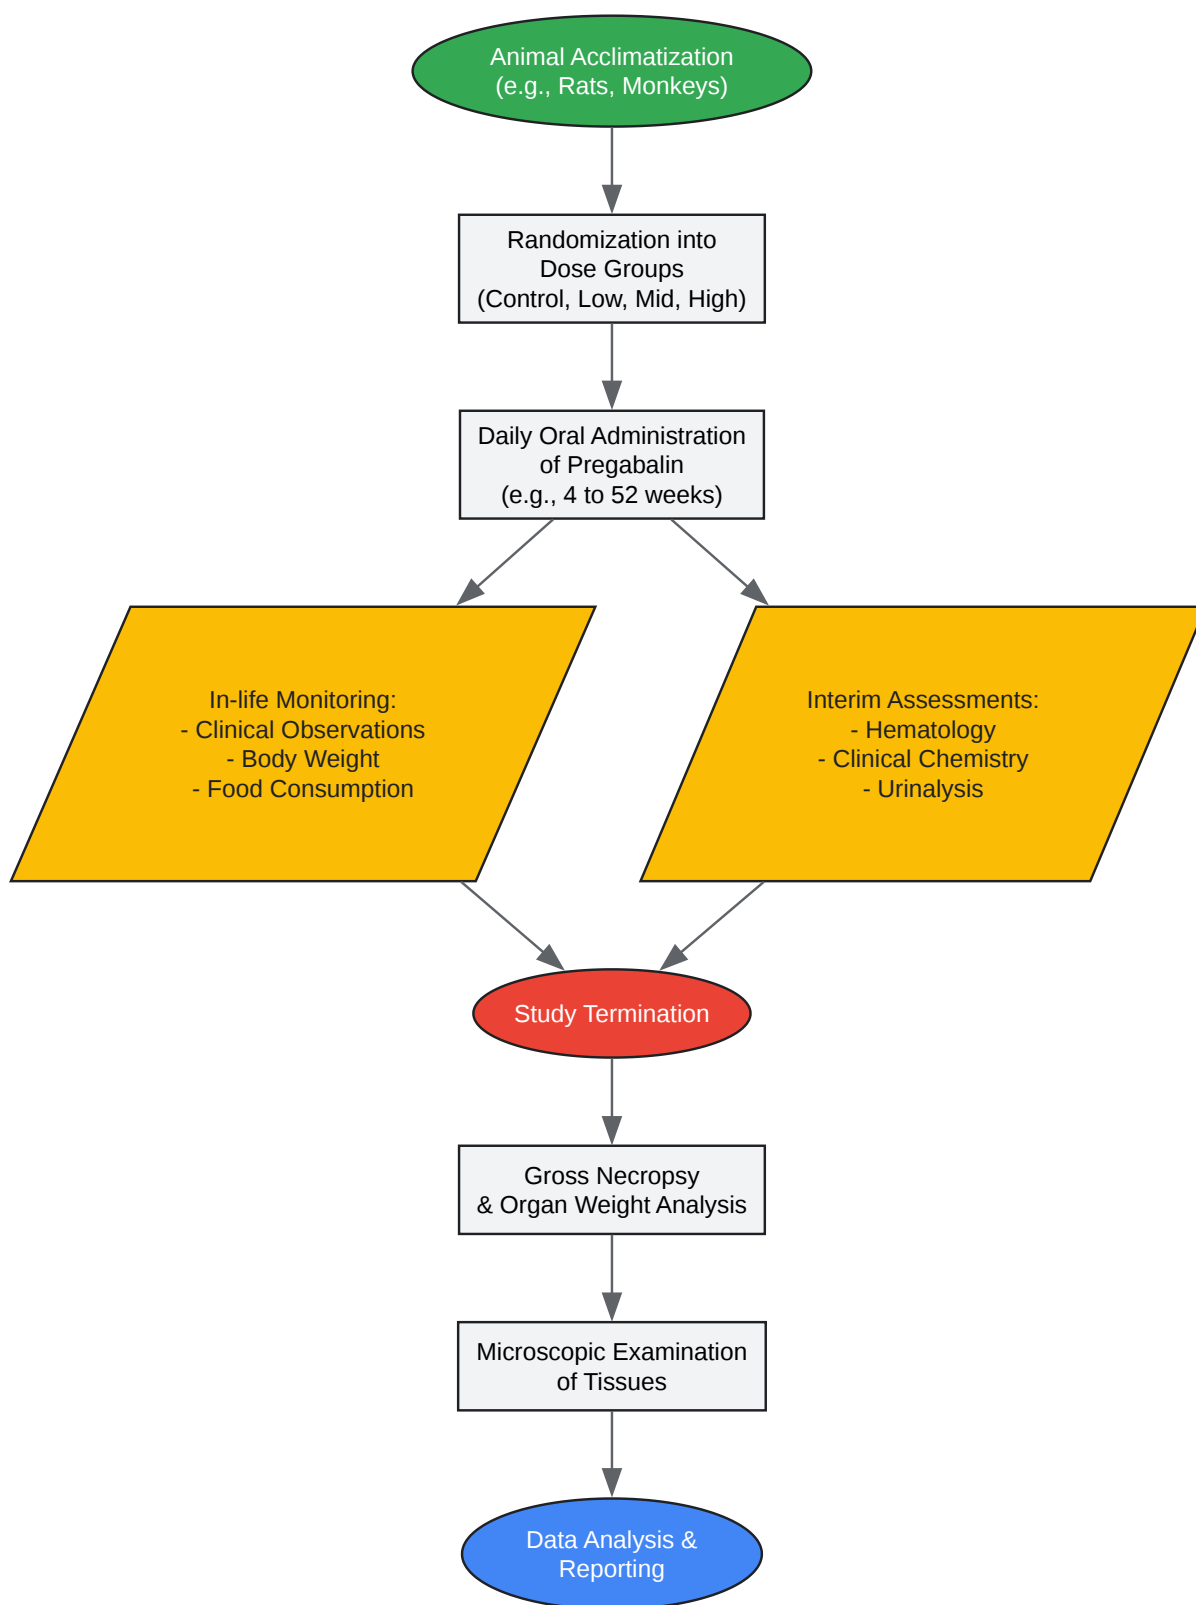 Animal Acclimatization
(e.g., Rats, Monkeys)
Randomization into
Dose Groups
(Control, Low, Mid, High)
Daily Oral Administration
of Pregabalin
(e.g., 4 to 52 weeks)
In-life Monitoring:
- Clinical Observations
- Body Weight
- Food Consumption
Interim Assessments:
- Hematology
- Clinical Chemistry
- Urinalysis
Study Termination
Gross Necropsy
& Organ Weight Analysis
Microscopic Examination
of Tissues
Data Analysis &
Reporting